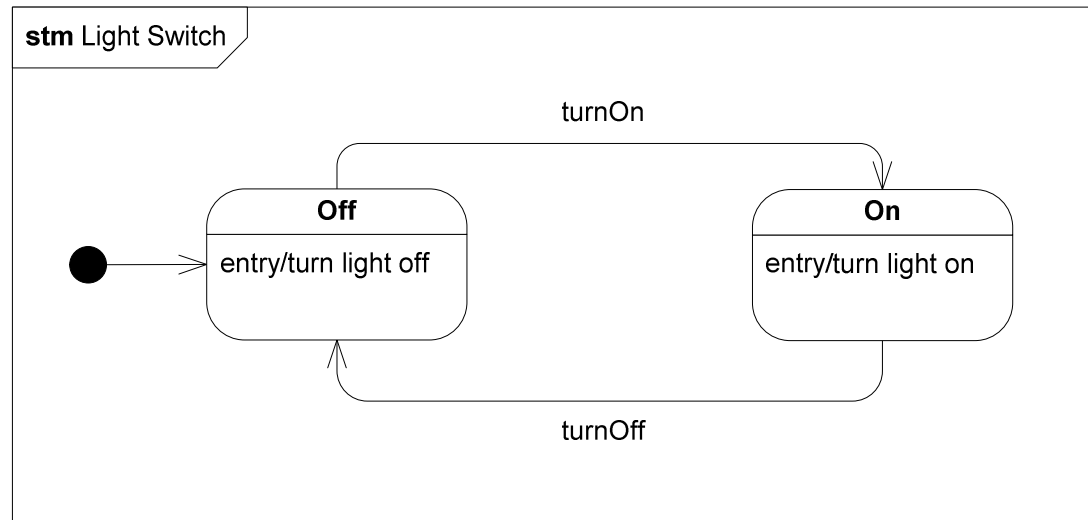 stm Light Switch
turnOn
Off
entry/turn light off
On
entry/turn light on
turnOff